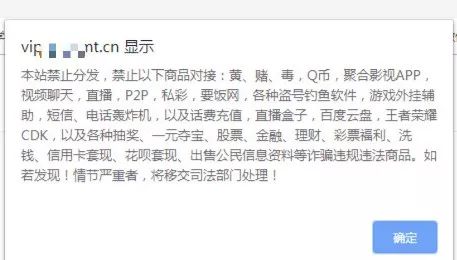 vip mt.cn 显示
本站禁止分发，禁止以下商品对接：黄、赌、毒，Q币，聚合影视APP，
视频聊天，直播，P2P，私彩，要饭网，各种盗号钓鱼软件，游戏外挂辅
助，短信、电话轰炸机，以及话费充值，直播盒子，百度云盘，王者荣耀
CDK，以及各种抽奖、一元夺宝、股票、金融、理财、彩票福利、洗
钱、信用卡套现、花呗套现、出售公民信息资料等诈骗违规违法商品。如
若发现！情节严重者，将移交司法部门处理！
确定